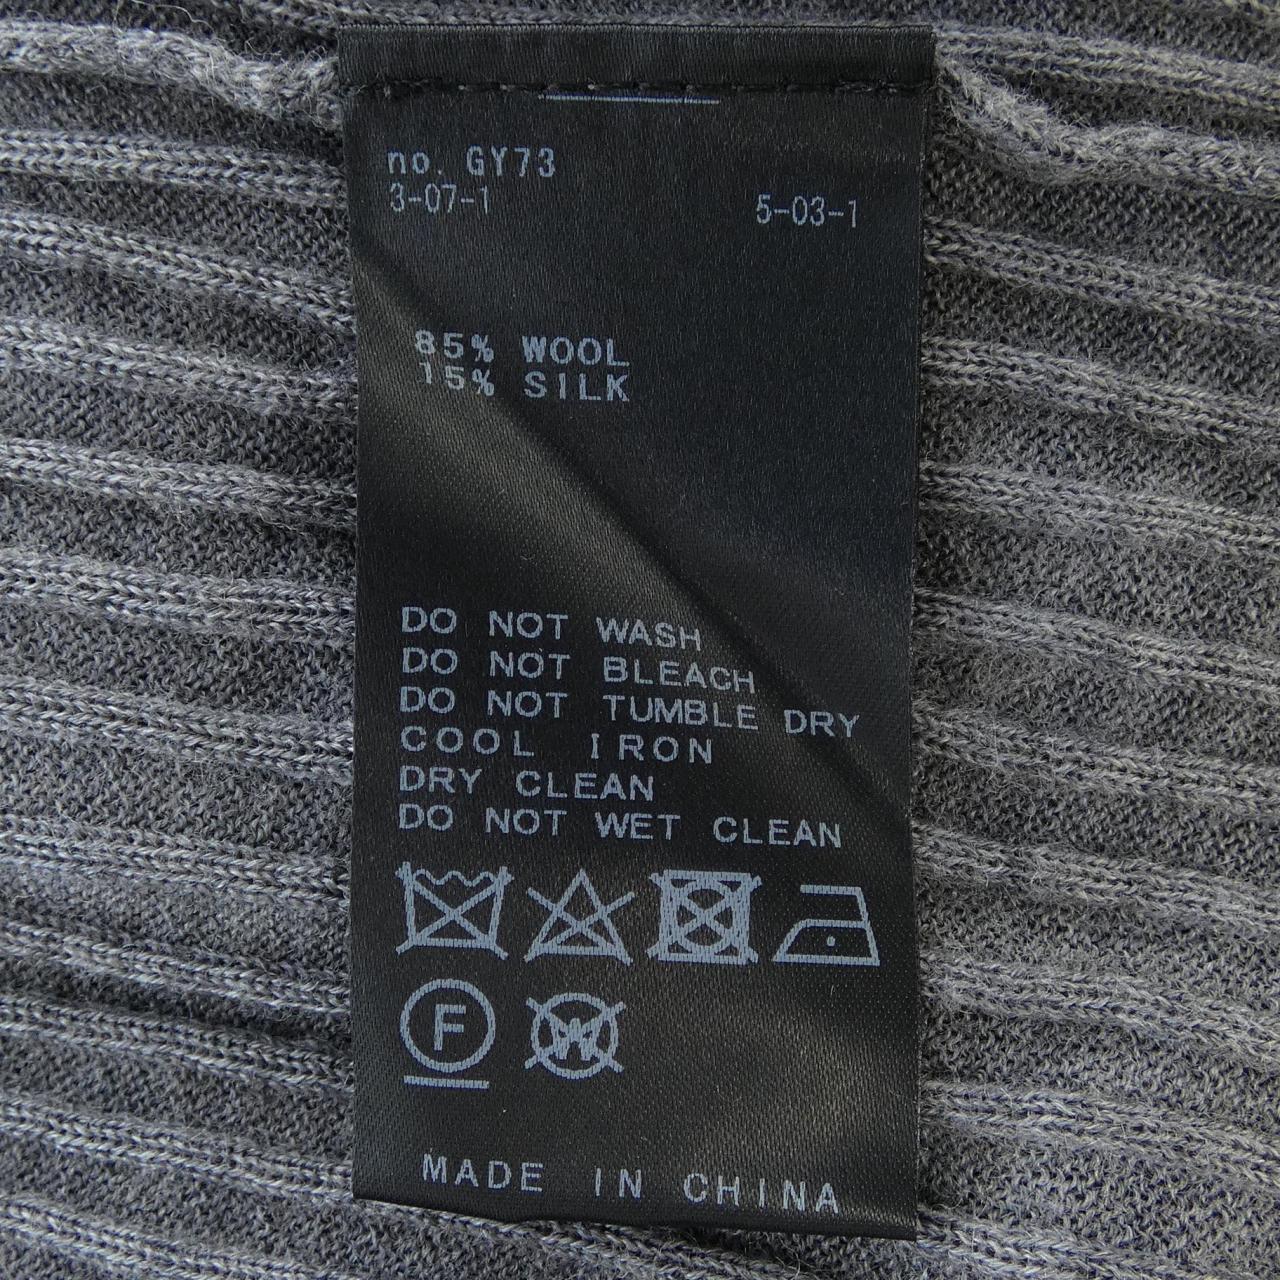 no. GY73
3-07-1
5-03-1
85% WOOL
15% SILK
DO NOT WASH
DO NOT BLEACH
DO NOT TUMBLE DRY
COOL IRON
DRY CLEAN
DO NOT WET CLEAN
F W
MADE IN CHINA